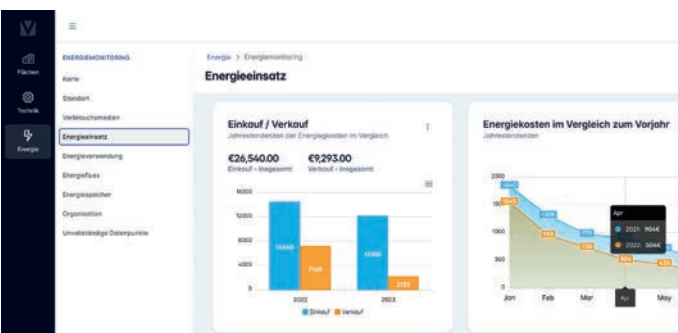 Flächen
Technik
Energie
ENERGIEMONITORING
Karte
Standort
Verbrauchsmedien
Energieeinsatz
Energieverwendung
Energiefluss
Energiespeicher
Organisation
Unvollständige Datenpunkte
Energie > Energiemonitoring
Energieeinsatz
Einkauf / Verkauf
Jahrestendenzen der Energiekosten im Vergleich
€26,540.00 €9,293.00
Einkauf - insgesamt Verkauf - insgesamt
16000
12000
8000
4000
0
7160
2133
2022 2023
Einkauf Verkauf
Energiekosten im Vergleich zum Vorjahr
Jahrestendenzen
2000
1000
500
0
Apr
2021: 904€
2022: 504€
504
Jan Feb Mar Apr May